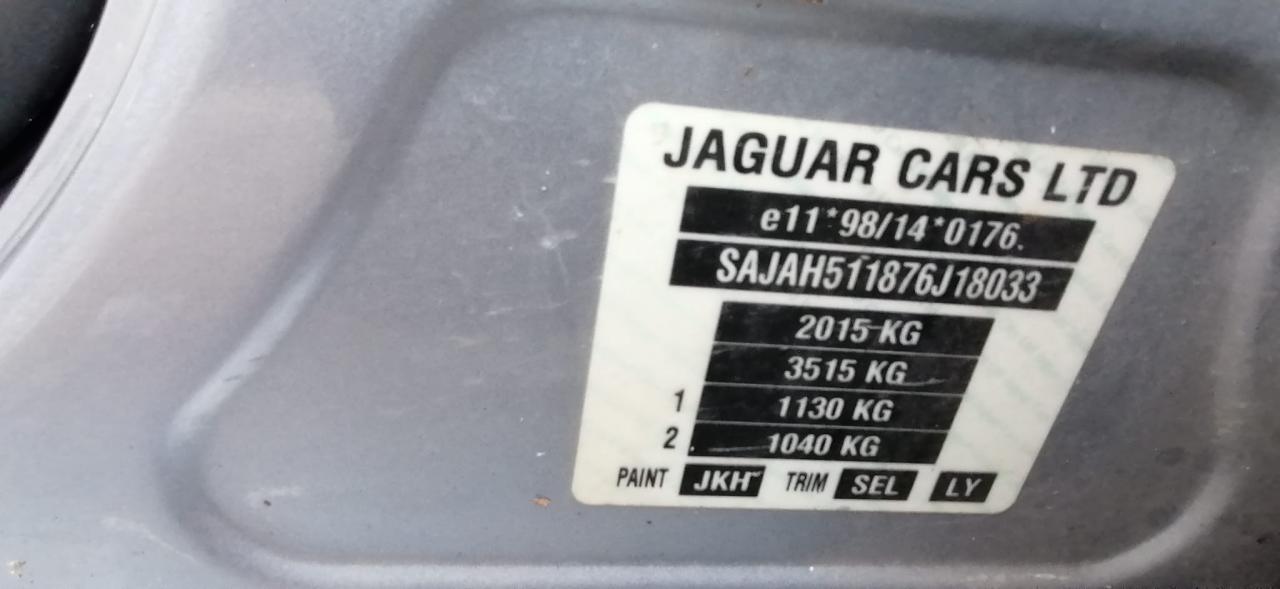 JAGUAR CARS LTD
e11*98/14*0176.
SAJAH511876J18033
2015 KG
3515 KG
1 1130 KG
2 1040 KG
PAINT JKH TRIM SEL LY